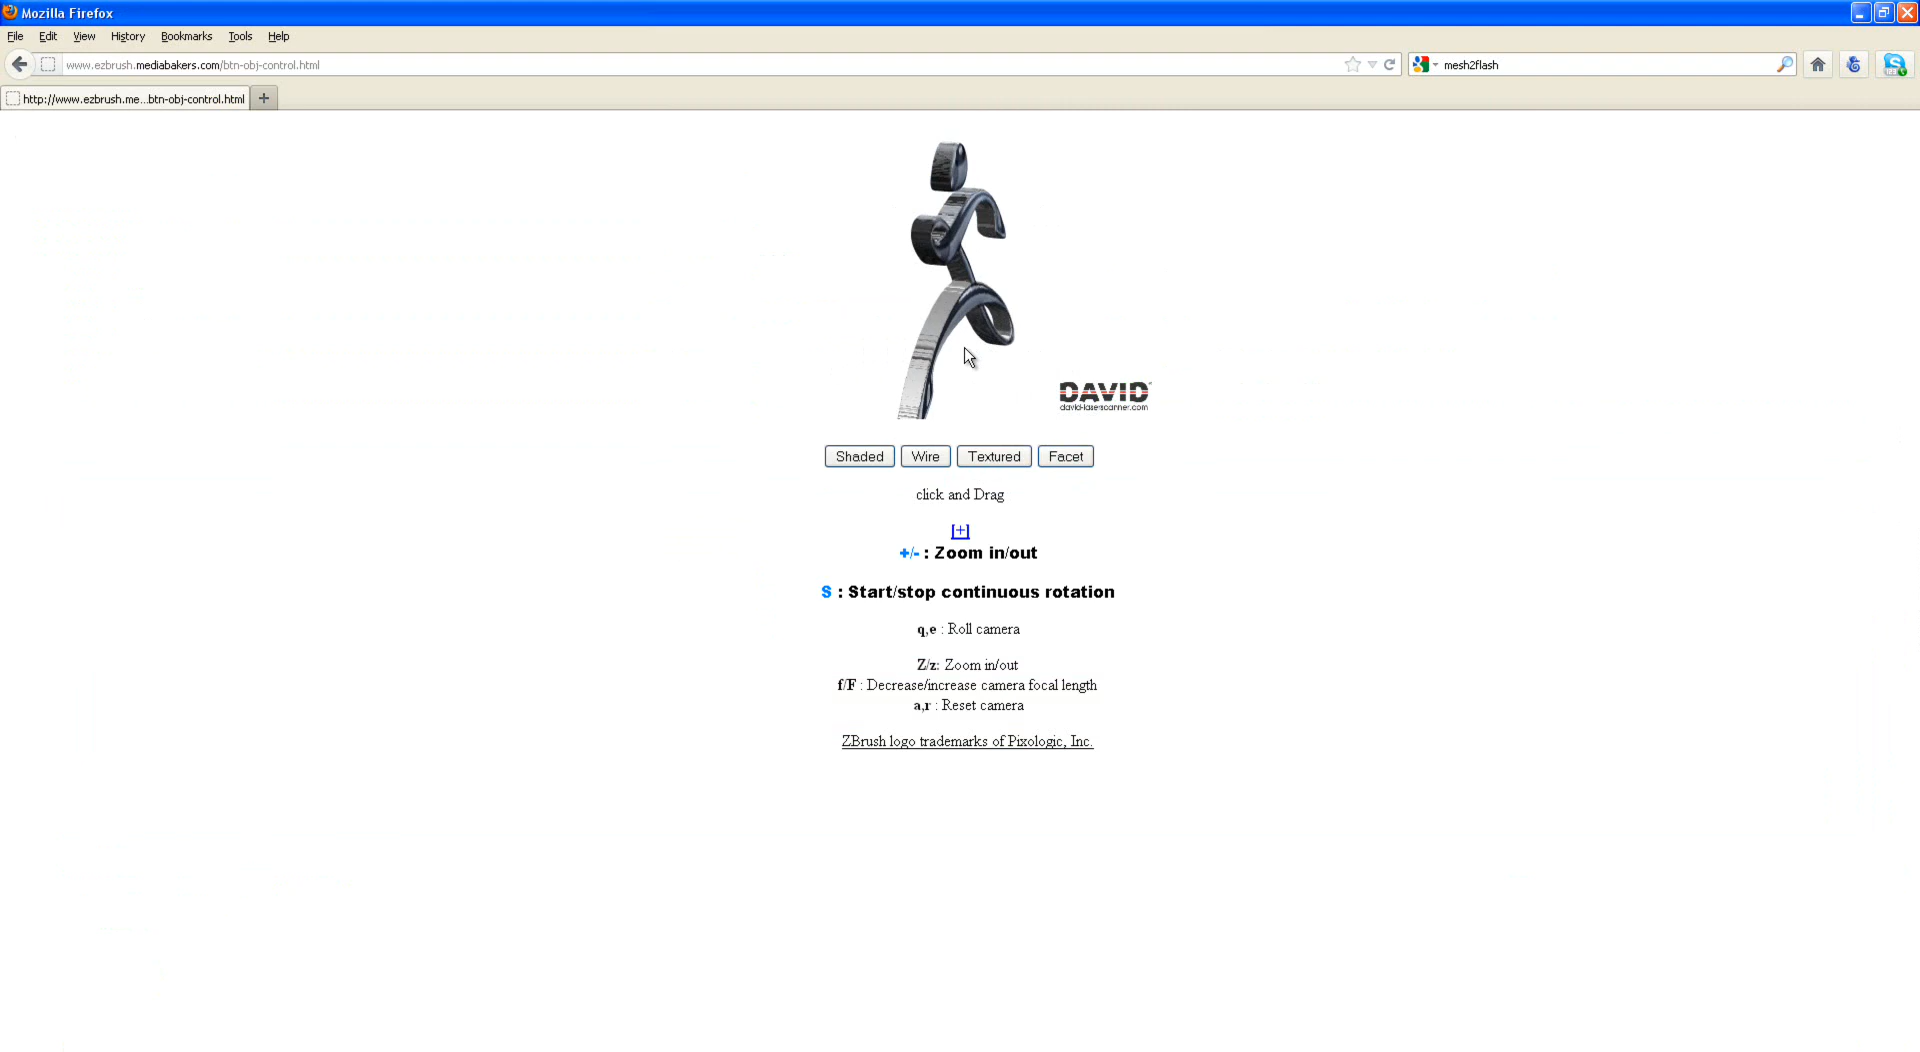 Mozilla Firefox
File Edit View History Bookmarks Tools Help
www.ezbrush.mediabakers.com/btn-obj-control.html
mesh2flash
http://www.ezbrush.me...btn-obj-control.html
DAVID
david-laserscanner.com
Shaded Wire Textured Facet
click and Drag
[+]
+/- : Zoom in/out
S : Start/stop continuous rotation
q,e : Roll camera
Z/z: Zoom in/out
f/F : Decrease/increase camera focal length
a,r : Reset camera
ZBrush logo trademarks of Pixologic, Inc.